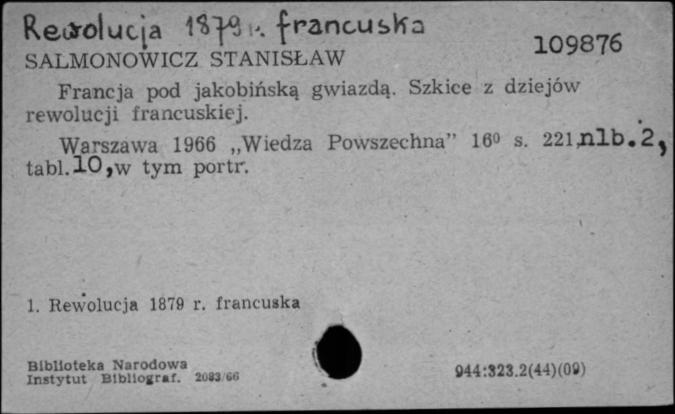 Rewolucja 1879 r. francuska
109876
SALMONOWICZ STANISŁAW
Francja pod jakobińską gwiazdą. Szkice z dziejów
rewolucji francuskiej.
Warszawa 1966 „Wiedza Powszechna” 16⁰ s. 221,nlb.2,
tabl.10,w tym portr.
1. Rewolucja 1879 r. francuska
Biblioteka Narodowa
Instytut Bibliograf. 2083/66
944:323.2(44)(09)